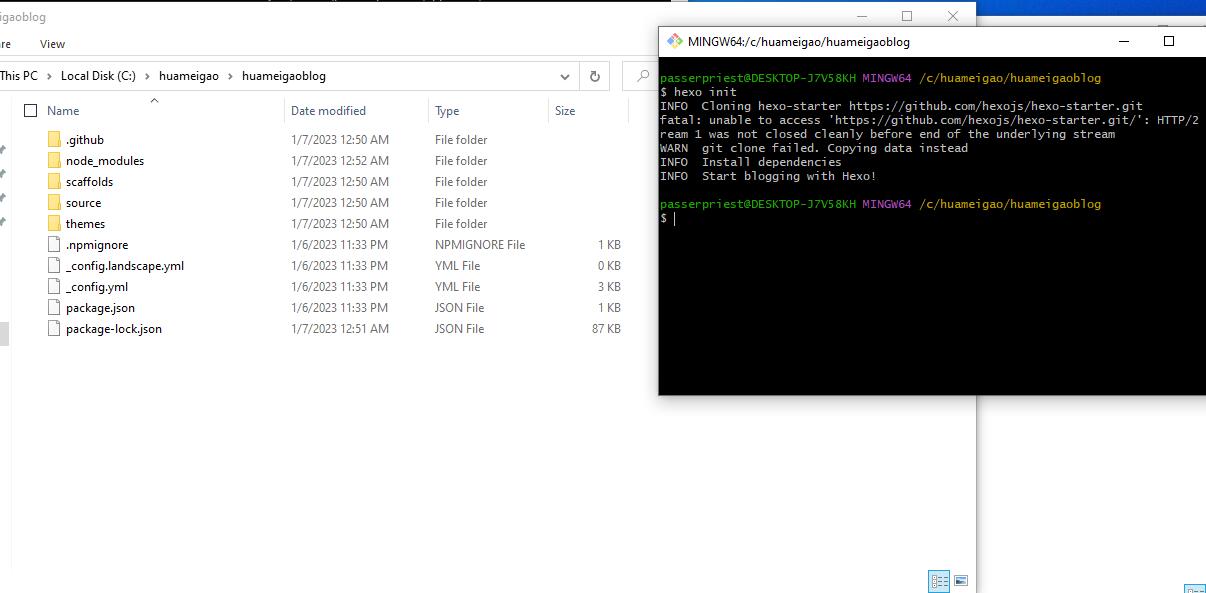 igaoblog
re View
This PC > Local Disk (C:) > huameigao > huameigaoblog
Name Date modified Type Size
.github 1/7/2023 12:50 AM File folder
node_modules 1/7/2023 12:52 AM File folder
scaffolds 1/7/2023 12:50 AM File folder
source 1/7/2023 12:50 AM File folder
themes 1/7/2023 12:50 AM File folder
.npmignore 1/6/2023 11:33 PM NPMIGNORE File 1 KB
_config.landscape.yml 1/6/2023 11:33 PM YML File 0 KB
_config.yml 1/6/2023 11:33 PM YML File 3 KB
package.json 1/6/2023 11:33 PM JSON File 1 KB
package-lock.json 1/7/2023 12:51 AM JSON File 87 KB
MINGW64:/c/huameigao/huameigaoblog
passerpriest@DESKTOP-J7V58KH MINGW64 /c/huameigao/huameigaoblog
$ hexo init
INFO Cloning hexo-starter https://github.com/hexojs/hexo-starter.git
fatal: unable to access 'https://github.com/hexojs/hexo-starter.git/': HTTP/2
ream 1 was not closed cleanly before end of the underlying stream
WARN git clone failed. Copying data instead
INFO Install dependencies
INFO Start blogging with Hexo!
passerpriest@DESKTOP-J7V58KH MINGW64 /c/huameigao/huameigaoblog
$